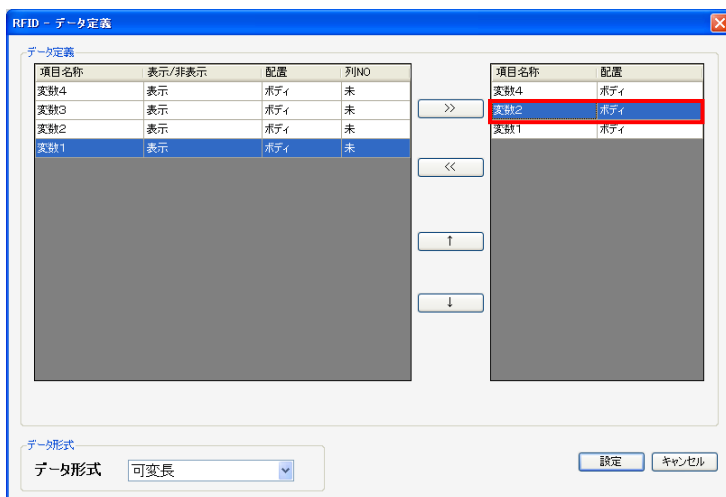 RFID - データ定義
データ定義
項目名称 表示/非表示 配置 列NO
変数4 表示 ボディ 未
変数3 表示 ボディ 未
変数2 表示 ボディ 未
変数1 表示 ボディ 未
>>
<<
↑
↓
項目名称 配置
変数4 ボディ
変数2 ボディ
変数1 ボディ
データ形式
データ形式 可変長
設定 キャンセル